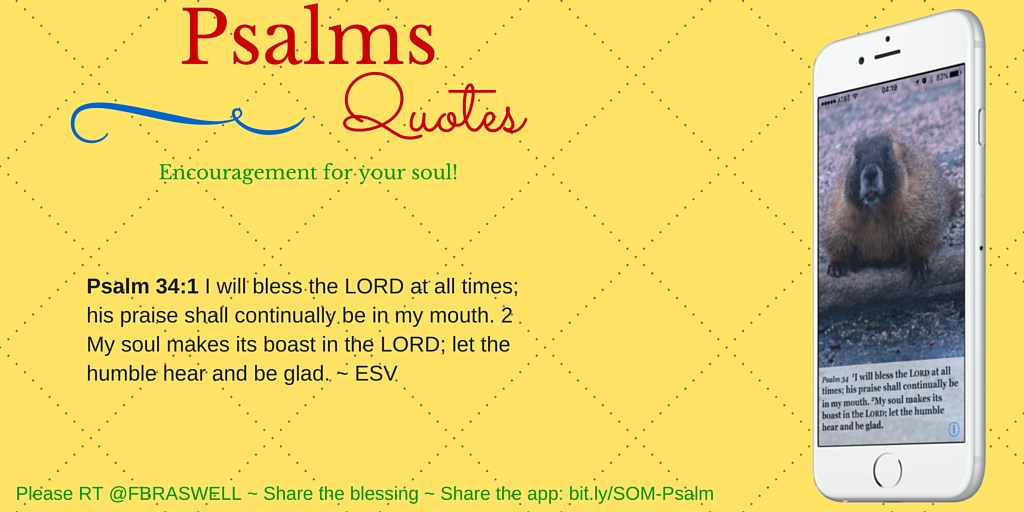 Psalms
Quotes
Encouragement for your soul!
Psalm 34:1 I will bless the LORD at all times;
his praise shall continually be in my mouth. 2
My soul makes its boast in the LORD; let the
humble hear and be glad. ~ ESV
Please RT @FBRASWELL ~ Share the blessing ~ Share the app: bit.ly/SOM-Psalm
AT&T 04:19 83%
Psalm 34 ¹I will bless the LORD at all
times; his praise shall continually be
in my mouth. ²My soul makes its
boast in the LORD; let the humble
hear and be glad.